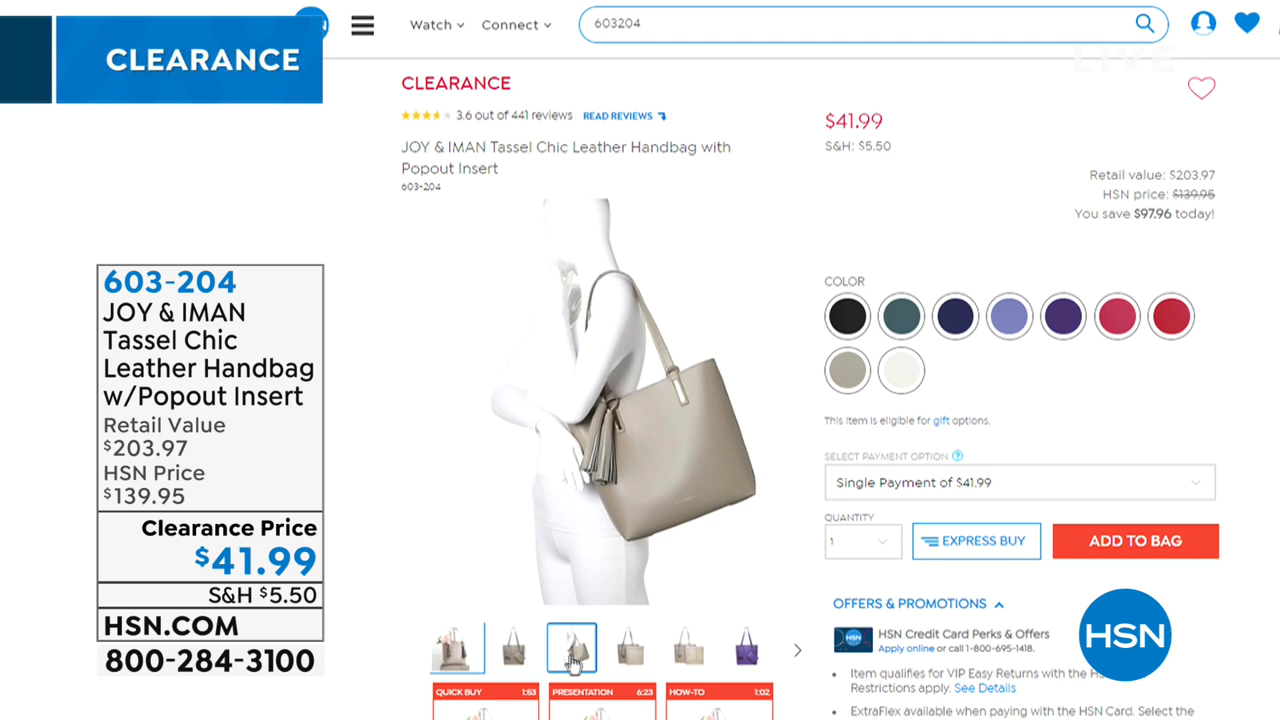 CLEARANCE
HSN
Watch
Connect
603204
LIVE
CLEARANCE
3.6 out of 441 reviews READ REVIEWS
JOY & IMAN Tassel Chic Leather Handbag with
Popout Insert
603-204
$41.99
S&H: $5.50
Retail value: $203.97
HSN price: $139.95
You save $97.96 today!
COLOR
This item is eligible for gift options.
SELECT PAYMENT OPTION ?
Single Payment of $41.99
QUANTITY
1
EXPRESS BUY
ADD TO BAG
OFFERS & PROMOTIONS
HSN
HSN Credit Card Perks & Offers
Apply online or call 1-800-695-1418.
• Item qualifies for VIP Easy Returns with the
Restrictions apply. See Details
• ExtraFlex available when paying with the HSN Card. Select the
HSN
603-204
JOY & IMAN
Tassel Chic
Leather Handbag
w/Popout Insert
Retail Value
$203.97
HSN Price
$139.95
Clearance Price
$41.99
S&H $5.50
HSN.COM
800-284-3100
QUICK BUY 1:53
PRESENTATION 6:23
HOW-TO 1:02